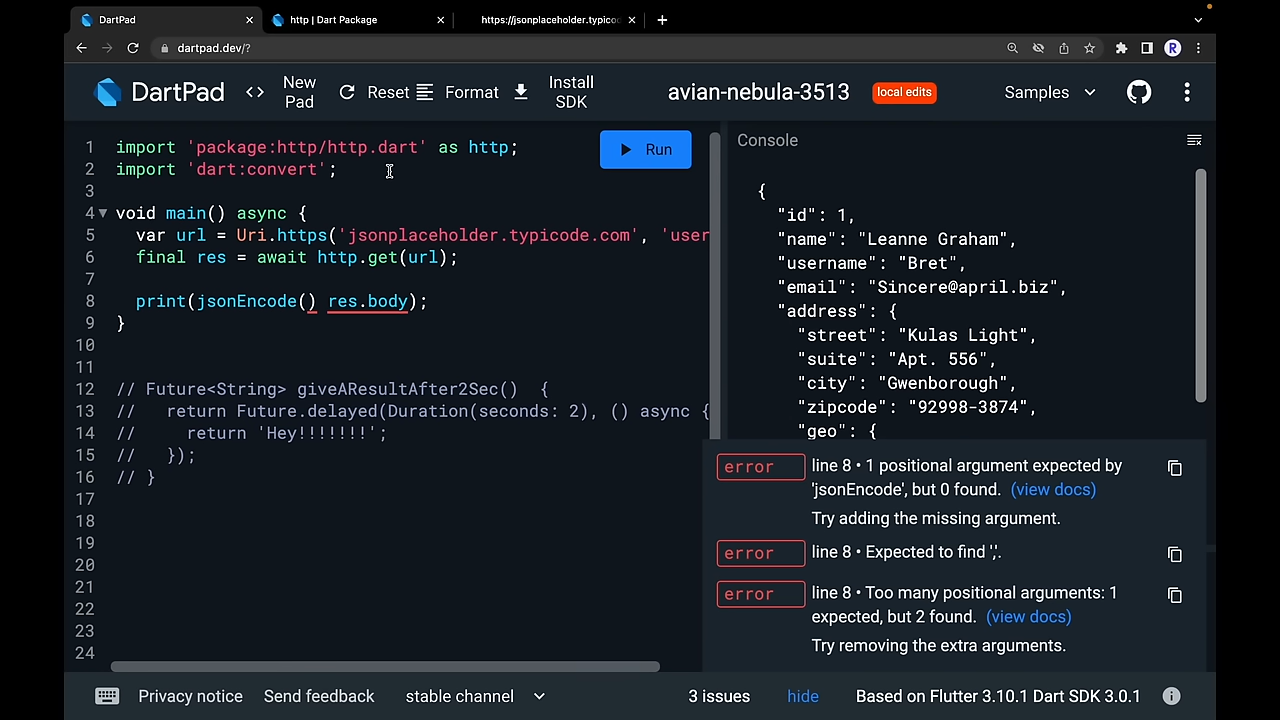 DartPad
http | Dart Package
https://jsonplaceholder.typico
dartpad.dev/?
R
DartPad
<> New Pad
Reset
Format
Install SDK
avian-nebula-3513
local edits
Samples
1 import 'package:http/http.dart' as http;
2 import 'dart:convert';
3
4 void main() async {
5 var url = Uri.https('jsonplaceholder.typicode.com', 'user
6 final res = await http.get(url);
7
8 print(jsonEncode() res.body);
9 }
10
11
12 // Future<String> giveAResultAfter2Sec()  {
13 //   return Future.delayed(Duration(seconds: 2), () async {
14 //     return 'Hey!!!!!!!';
15 //   });
16 // }
17
18
19
20
21
22
23
24
Run
Console
{
"id": 1,
"name": "Leanne Graham",
"username": "Bret",
"email": "Sincere@april.biz",
"address": {
"street": "Kulas Light",
"suite": "Apt. 556",
"city": "Gwenborough",
"zipcode": "92998-3874",
"geo": {
error line 8 • 1 positional argument expected by
'jsonEncode', but 0 found. (view docs)
Try adding the missing argument.
error line 8 • Expected to find ','.
error line 8 • Too many positional arguments: 1
expected, but 2 found. (view docs)
Try removing the extra arguments.
Privacy notice
Send feedback
stable channel
3 issues
hide
Based on Flutter 3.10.1 Dart SDK 3.0.1